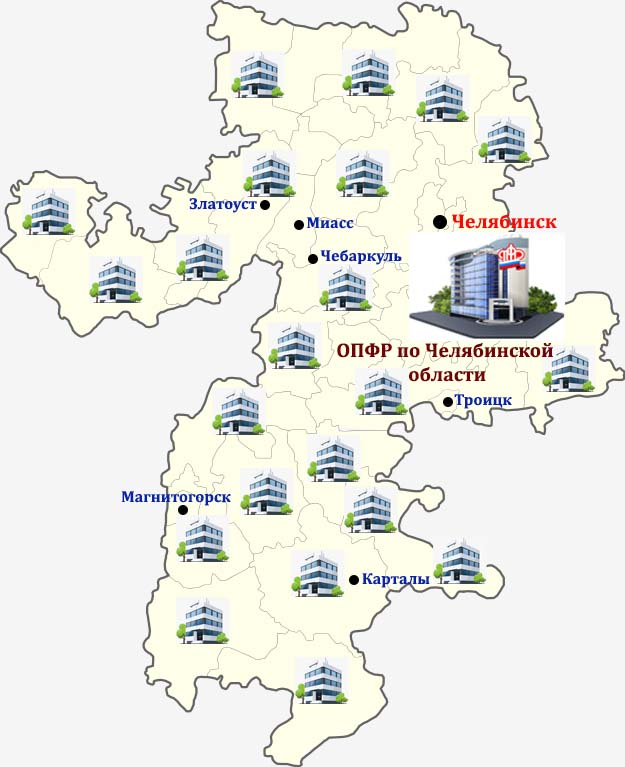 Златоуст
Миасс
Челябинск
Чебаркуль
ОПФР по Челябинской
области
Троицк
Магнитогорск
Карталы